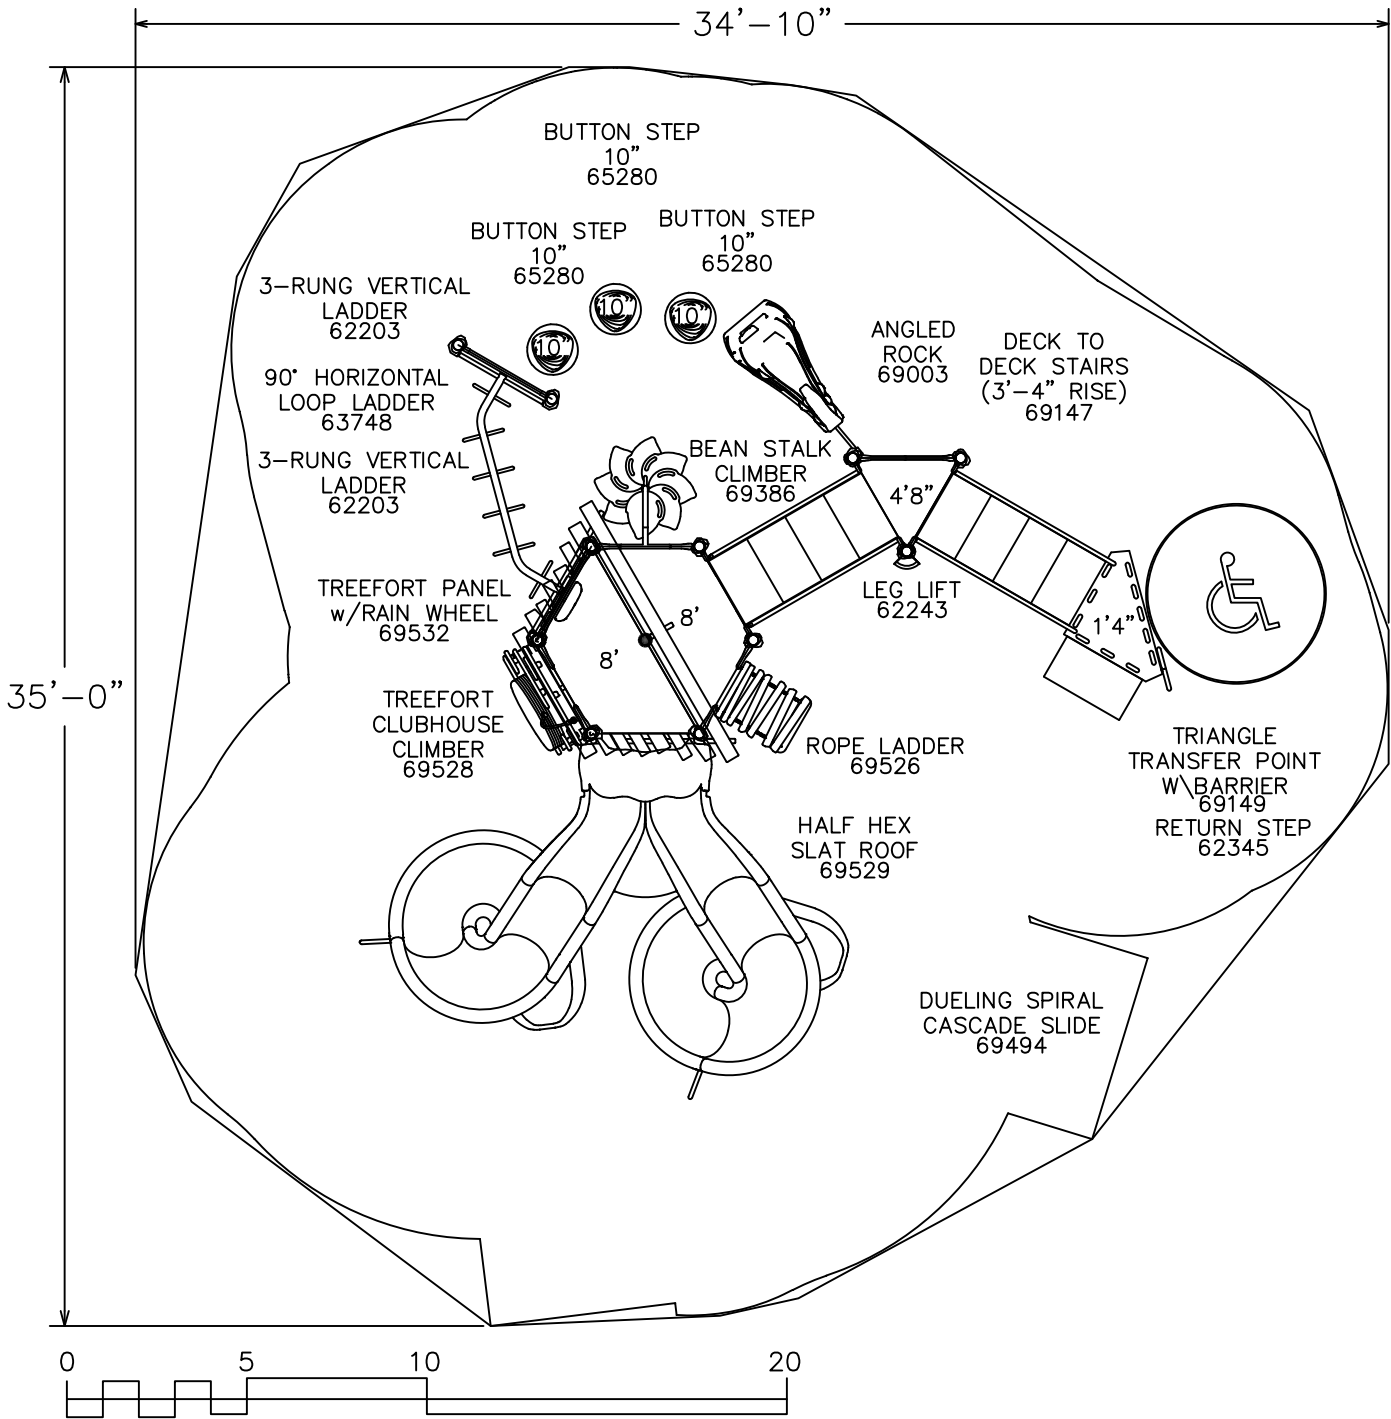 34'-10"
BUTTON STEP
10"
65280
BUTTON STEP
10"
65280
BUTTON STEP
10"
65280
3-RUNG VERTICAL
LADDER
62203
10"
10"
10"
ANGLED
ROCK
69003
DECK TO
DECK STAIRS
(3'-4" RISE)
69147
90° HORIZONTAL
LOOP LADDER
63748
3-RUNG VERTICAL
LADDER
62203
BEAN STALK
CLIMBER
69386
4'8"
TREEFORT PANEL
w/RAIN WHEEL
69532
LEG LIFT
62243
8'
8'
1'4"
35'-0"
TREEFORT
CLUBHOUSE
CLIMBER
69528
ROPE LADDER
69526
TRIANGLE
TRANSFER POINT
W\BARRIER
69149
RETURN STEP
62345
HALF HEX
SLAT ROOF
69529
DUELING SPIRAL
CASCADE SLIDE
69494
0 5 10 20